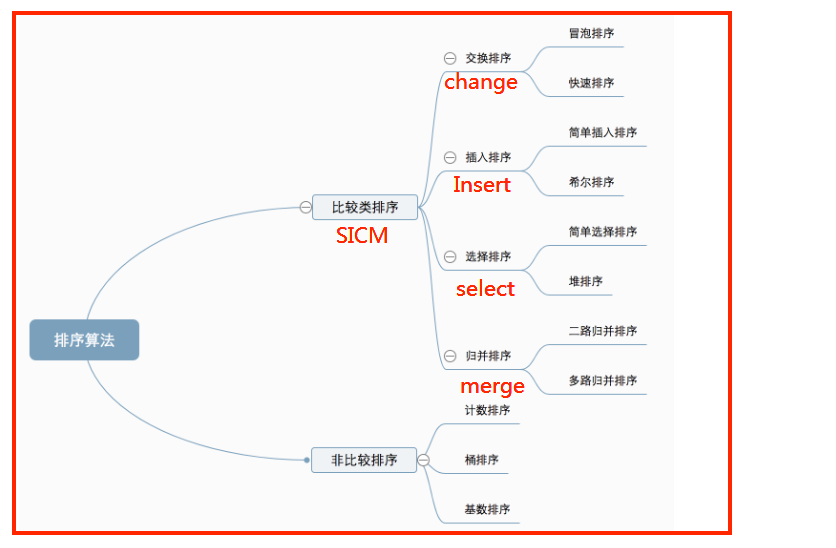 排序算法
比较类排序
SICM
交换排序
change
冒泡排序
快速排序
插入排序
Insert
简单插入排序
希尔排序
选择排序
select
简单选择排序
堆排序
归并排序
merge
二路归并排序
多路归并排序
非比较排序
计数排序
桶排序
基数排序